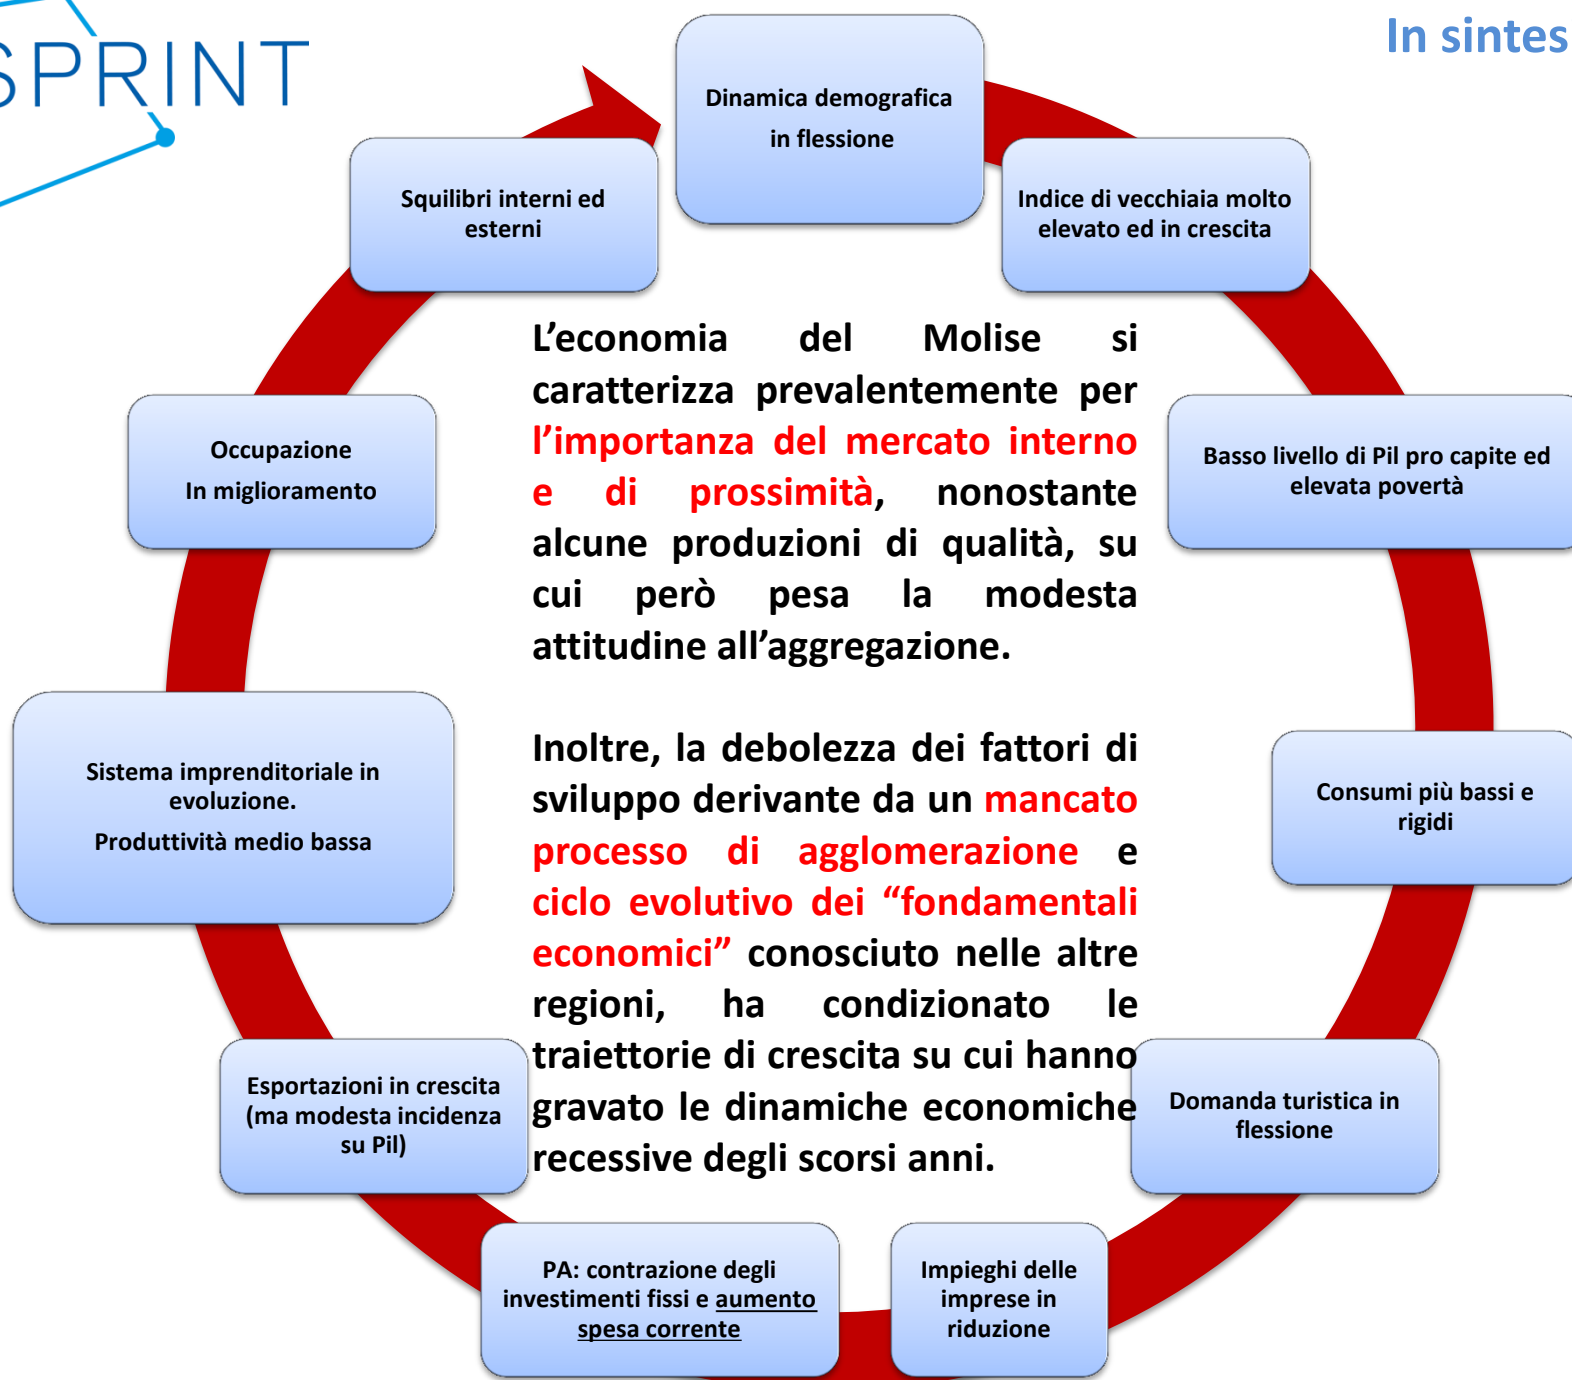 SPRINT
In sintes
Dinamica demografica
in flessione
Indice di vecchiaia molto
elevato ed in crescita
Basso livello di Pil pro capite ed
elevata povertà
Consumi più bassi e
rigidi
Domanda turistica in
flessione
Impieghi delle
imprese in
riduzione
PA: contrazione degli
investimenti fissi e aumento
spesa corrente
Esportazioni in crescita
(ma modesta incidenza
su Pil)
Sistema imprenditoriale in
evoluzione.
Produttività medio bassa
Occupazione
In miglioramento
Squilibri interni ed
esterni
L’economia del Molise si
caratterizza prevalentemente per
l’importanza del mercato interno
e di prossimità, nonostante
alcune produzioni di qualità, su
cui però pesa la modesta
attitudine all’aggregazione.
Inoltre, la debolezza dei fattori di
sviluppo derivante da un mancato
processo di agglomerazione e
ciclo evolutivo dei “fondamentali
economici” conosciuto nelle altre
regioni, ha condizionato le
traiettorie di crescita su cui hanno
gravato le dinamiche economiche
recessive degli scorsi anni.